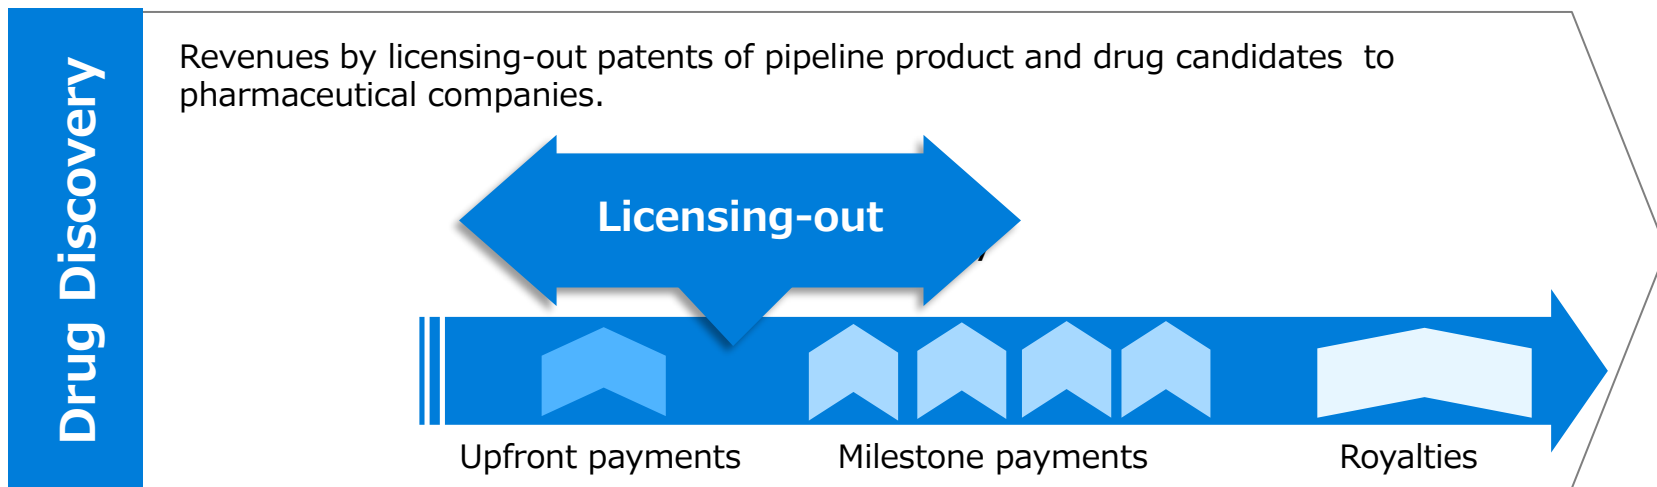 Drug Discovery
Revenues by licensing-out patents of pipeline product and drug candidates  to
pharmaceutical companies.
Licensing-out
Upfront payments
Milestone payments
Royalties